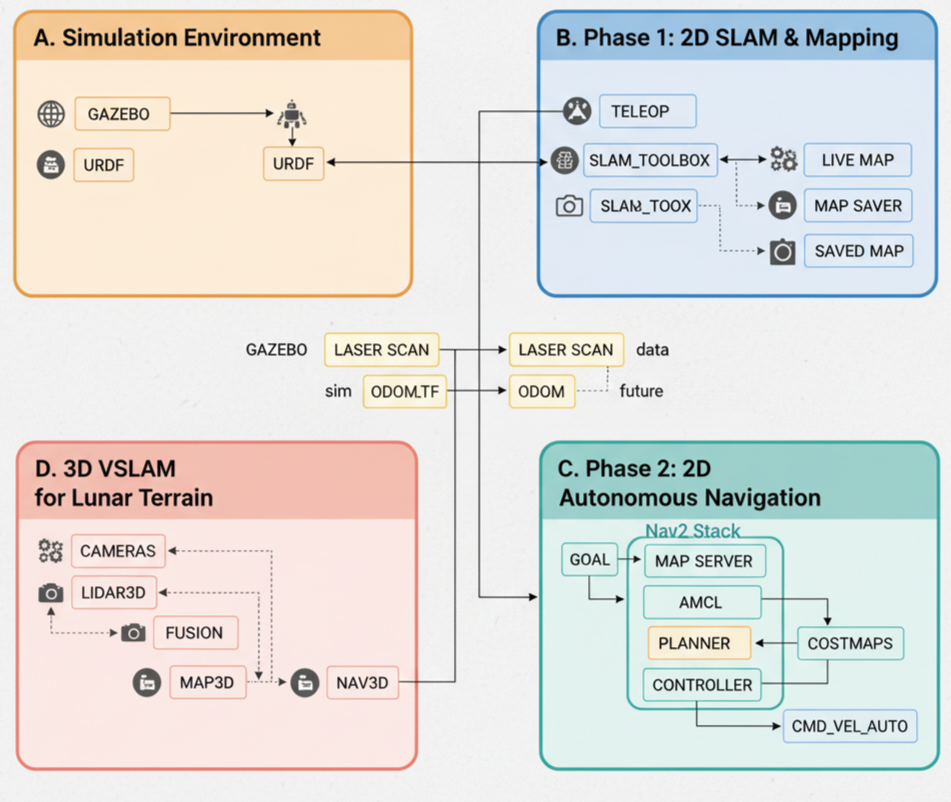 A. Simulation Environment
GAZEBO
URDF
URDF
B. Phase 1: 2D SLAM & Mapping
TELEOP
SLAM_TOOLBOX
LIVE MAP
SLAM_TOOX
MAP SAVER
SAVED MAP
GAZEBO
LASER SCAN
LASER SCAN
data
sim
ODOM.TF
ODOM
future
D. 3D VSLAM
for Lunar Terrain
CAMERAS
LIDAR3D
FUSION
MAP3D
NAV3D
C. Phase 2: 2D
Autonomous Navigation
Nav2 Stack
GOAL
MAP SERVER
AMCL
PLANNER
COSTMAPS
CONTROLLER
CMD_VEL_AUTO